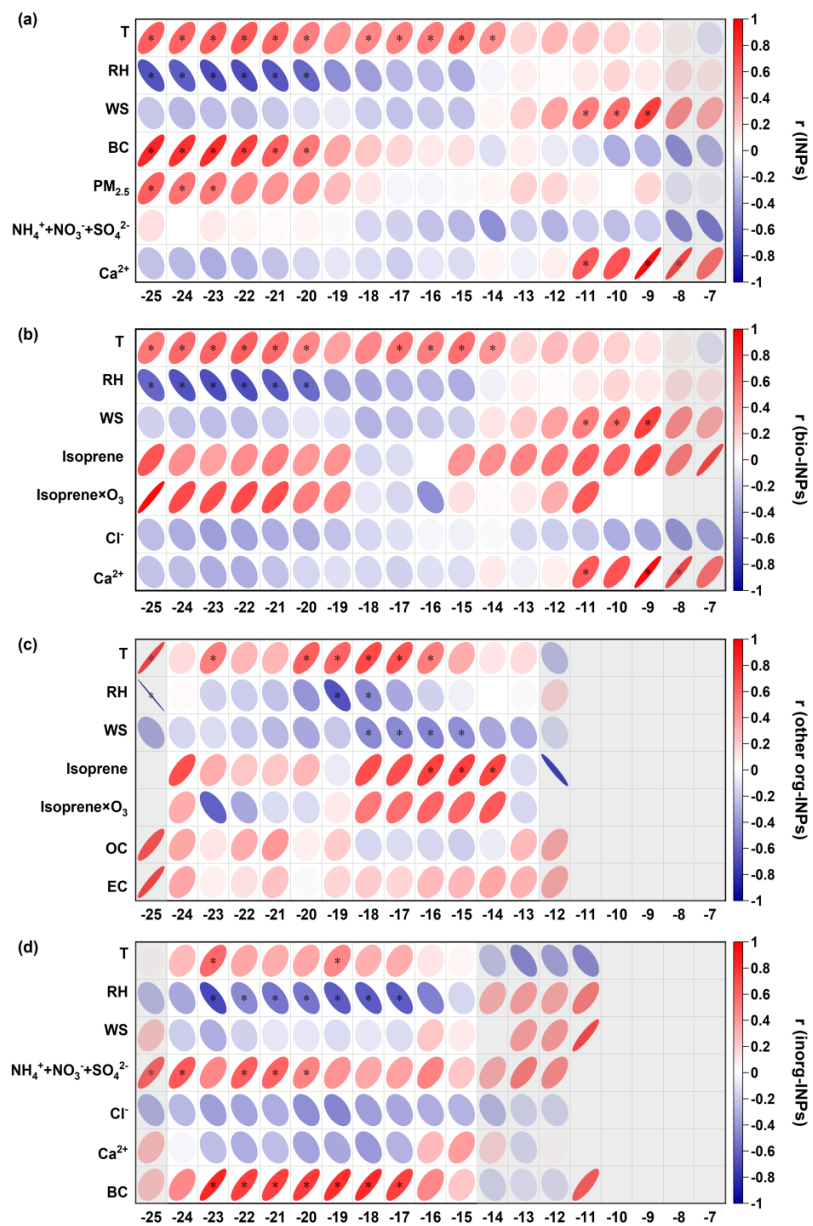 (a)
T
RH
WS
BC
PM2.5
NH4⁺+NO3⁻+SO4²⁻
Ca²⁺
-25 -24 -23 -22 -21 -20 -19 -18 -17 -16 -15 -14 -13 -12 -11 -10 -9 -8 -7
1
0.8
0.6
0.4
0.2
0
-0.2
-0.4
-0.6
-0.8
-1
r (INPs)
(b)
T
RH
WS
Isoprene
Isoprene×O3
Cl⁻
Ca²⁺
-25 -24 -23 -22 -21 -20 -19 -18 -17 -16 -15 -14 -13 -12 -11 -10 -9 -8 -7
1
0.8
0.6
0.4
0.2
0
-0.2
-0.4
-0.6
-0.8
-1
r (bio-INPs)
(c)
T
RH
WS
Isoprene
Isoprene×O3
OC
EC
-25 -24 -23 -22 -21 -20 -19 -18 -17 -16 -15 -14 -13 -12 -11 -10 -9 -8 -7
1
0.8
0.6
0.4
0.2
0
-0.2
-0.4
-0.6
-0.8
-1
r (other org-INPs)
(d)
T
RH
WS
NH4⁺+NO3⁻+SO4²⁻
Cl⁻
Ca²⁺
BC
-25 -24 -23 -22 -21 -20 -19 -18 -17 -16 -15 -14 -13 -12 -11 -10 -9 -8 -7
1
0.8
0.6
0.4
0.2
0
-0.2
-0.4
-0.6
-0.8
-1
r (inorg-INPs)